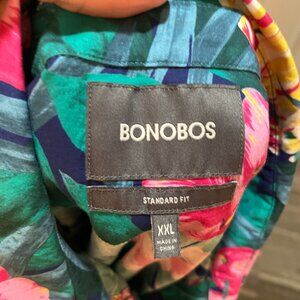 BONOBOS
STANDARD FIT
XXL
MADE IN
CHINA